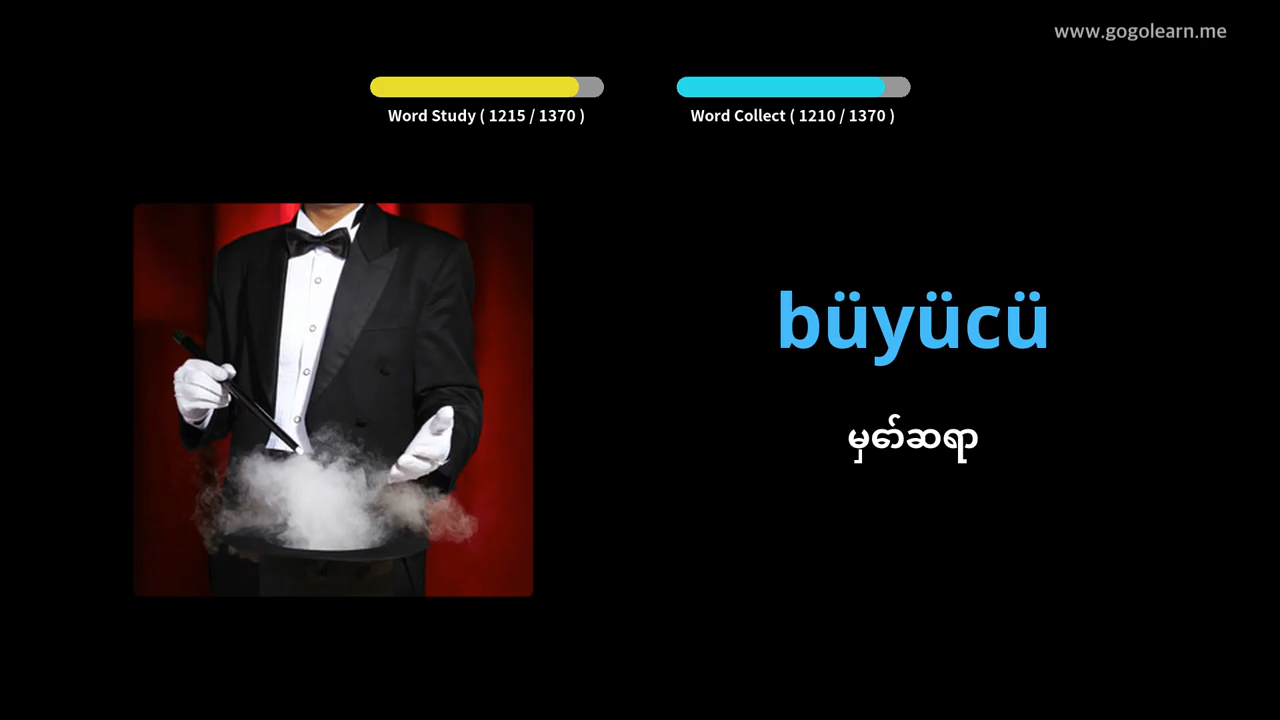 www.gogolearn.me
Word Study ( 1215 / 1370 )
Word Collect ( 1210 / 1370 )
büyücü
မှော်ဆရာ